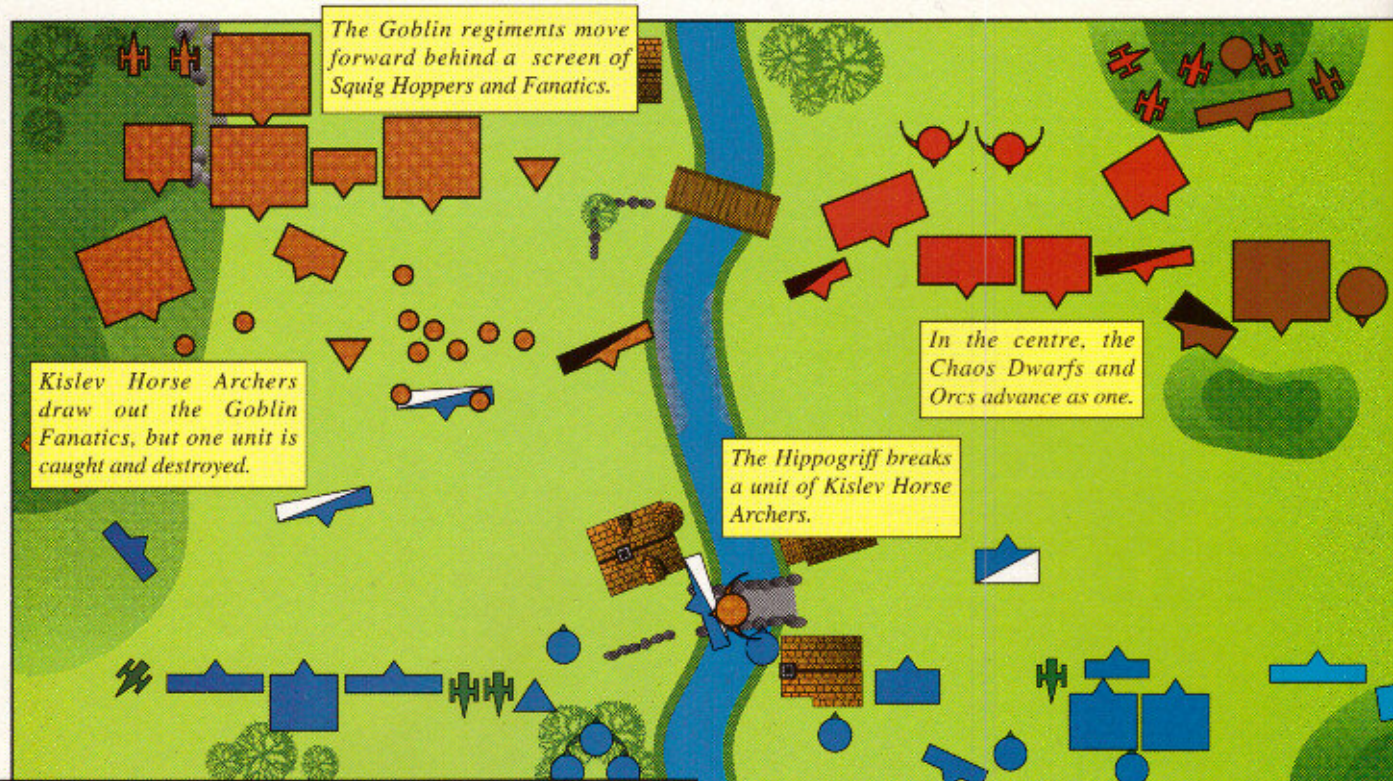 The Goblin regiments move
forward behind a screen of
Squig Hoppers and Fanatics.
Kislev Horse Archers
draw out the Goblin
Fanatics, but one unit is
caught and destroyed.
In the centre, the
Chaos Dwarfs and
Orcs advance as one.
The Hippogriff breaks
a unit of Kislev Horse
Archers.